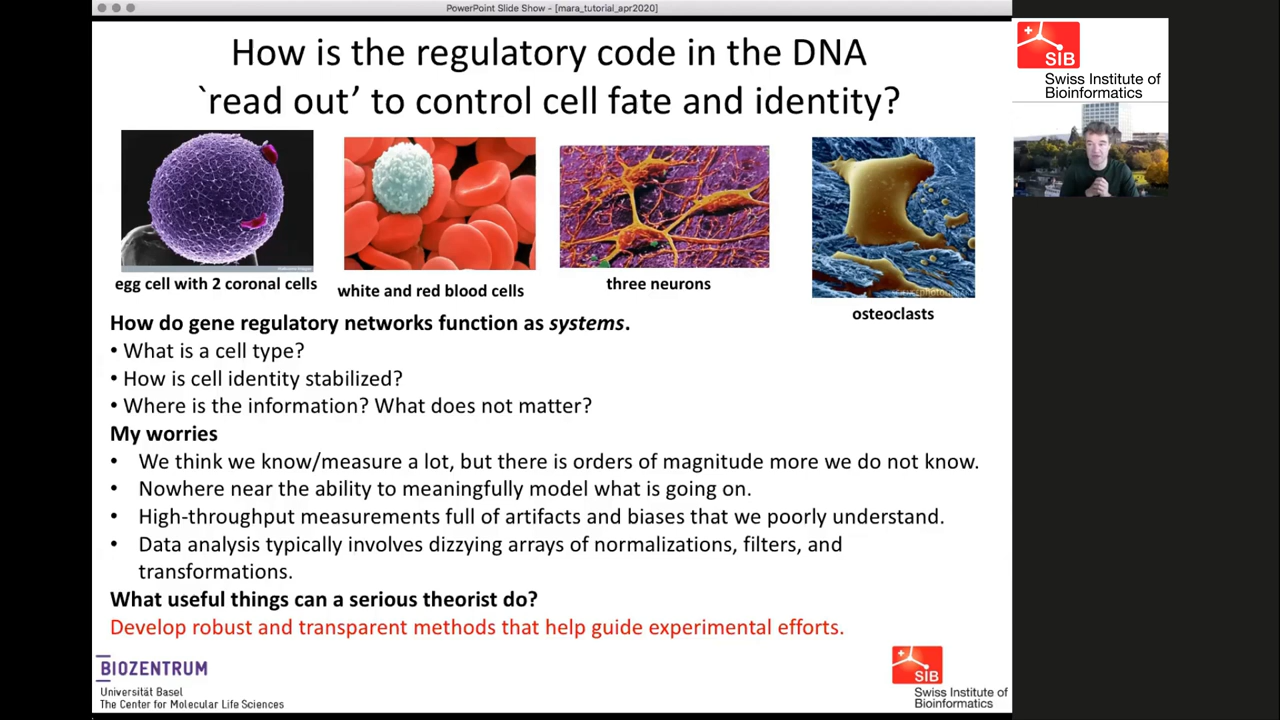 PowerPoint Slide Show - [mara_tutorial_apr2020]
How is the regulatory code in the DNA
`read out’ to control cell fate and identity?
SIB
Swiss Institute of
Bioinformatics
egg cell with 2 coronal cells
white and red blood cells
three neurons
osteoclasts
How do gene regulatory networks function as systems.
• What is a cell type?
• How is cell identity stabilized?
• Where is the information? What does not matter?
My worries
• We think we know/measure a lot, but there is orders of magnitude more we do not know.
• Nowhere near the ability to meaningfully model what is going on.
• High-throughput measurements full of artifacts and biases that we poorly understand.
• Data analysis typically involves dizzying arrays of normalizations, filters, and
transformations.
What useful things can a serious theorist do?
Develop robust and transparent methods that help guide experimental efforts.
BIOZENTRUM
Universität Basel
The Center for Molecular Life Sciences
SIB
Swiss Institute of
Bioinformatics